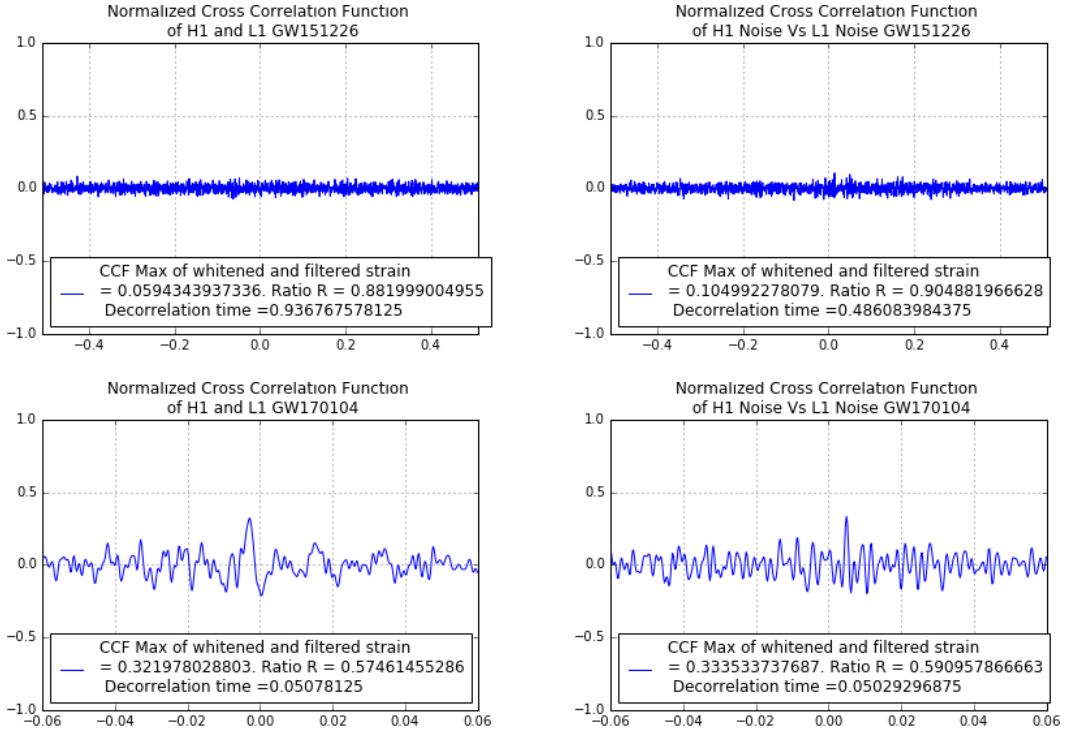 Normalized Cross Correlation Function
of H1 and L1 GW151226
1.0
0.5
0.0
−0.5
−1.0
−0.4
−0.2
0.0
0.2
0.4
CCF Max of whitened and filtered strain
= 0.0594343937336. Ratio R = 0.881999004955
Decorrelation time =0.936767578125
Normalized Cross Correlation Function
of H1 Noise Vs L1 Noise GW151226
1.0
0.5
0.0
−0.5
−1.0
−0.4
−0.2
0.0
0.2
0.4
CCF Max of whitened and filtered strain
= 0.104992278079. Ratio R = 0.904881966628
Decorrelation time =0.486083984375
Normalized Cross Correlation Function
of H1 and L1 GW170104
1.0
0.5
0.0
−0.5
−1.0
−0.06
−0.04
−0.02
0.00
0.02
0.04
0.06
CCF Max of whitened and filtered strain
= 0.321978028803. Ratio R = 0.57461455286
Decorrelation time =0.05078125
Normalized Cross Correlation Function
of H1 Noise Vs L1 Noise GW170104
1.0
0.5
0.0
−0.5
−1.0
−0.06
−0.04
−0.02
0.00
0.02
0.04
0.06
CCF Max of whitened and filtered strain
= 0.333533737687. Ratio R = 0.590957866663
Decorrelation time =0.05029296875